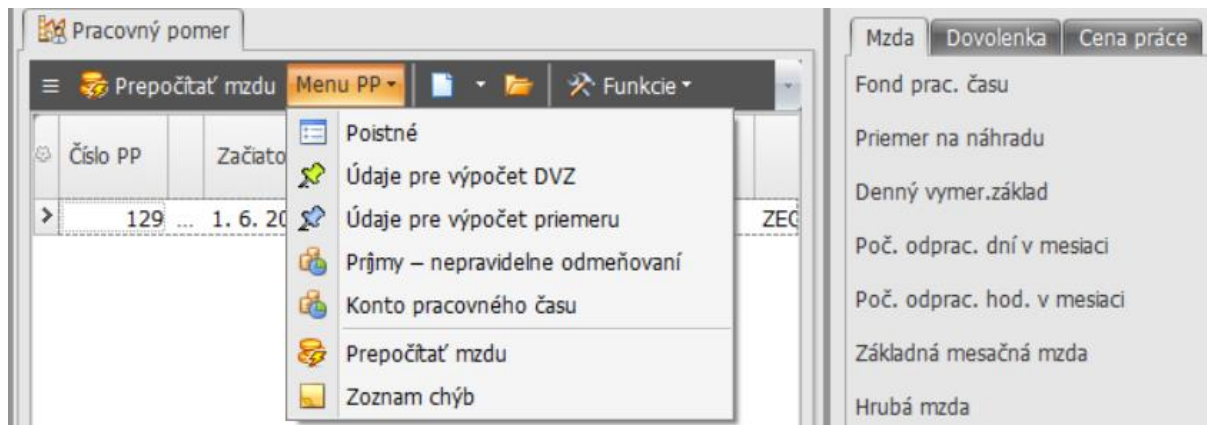 Pracovný pomer
Prepočítať mzdu Menu PP Funkcie
Číslo PP Začiato
129 ... 1. 6. 20 ZEC
Poistné
Údaje pre výpočet DVZ
Údaje pre výpočet priemeru
Príjmy – nepravidelne odmeňovaní
Konto pracovného času
Prepočítať mzdu
Zoznam chýb
Mzda Dovolenka Cena práce
Fond prac. času
Priemer na náhradu
Denný vymer.základ
Poč. odprac. dní v mesiaci
Poč. odprac. hod. v mesiaci
Základná mesačná mzda
Hrubá mzda